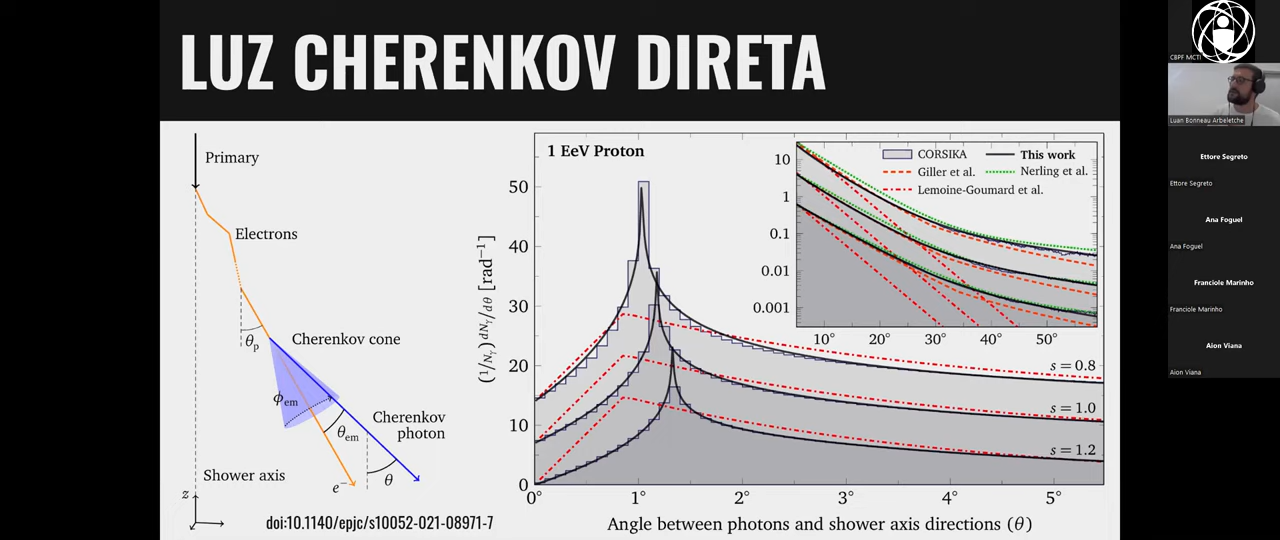 LUZ CHERENKOV DIRETA
Primary
Electrons
θp
Cherenkov cone
ϕem
θem
Cherenkov
photon
θ
Shower axis
e−
z
doi:10.1140/epjc/s10052-021-08971-7
1 EeV Proton
(1/Nγ) dNγ/dθ [rad−1]
50
40
30
20
10
0
0° 1° 2° 3° 4° 5°
Angle between photons and shower axis directions (θ)
CORSIKA This work
Giller et al. Nerling et al.
Lemoine-Goumard et al.
10
1
0.1
0.01
0.001
10° 20° 30° 40° 50°
s = 0.8
s = 1.0
s = 1.2
CBPF MCTI
Luan Bonneau Arbeletche
Ettore Segreto
Ettore Segreto
Ana Foguel
Ana Foguel
Franciole Marinho
Franciole Marinho
Aion Viana
Aion Viana